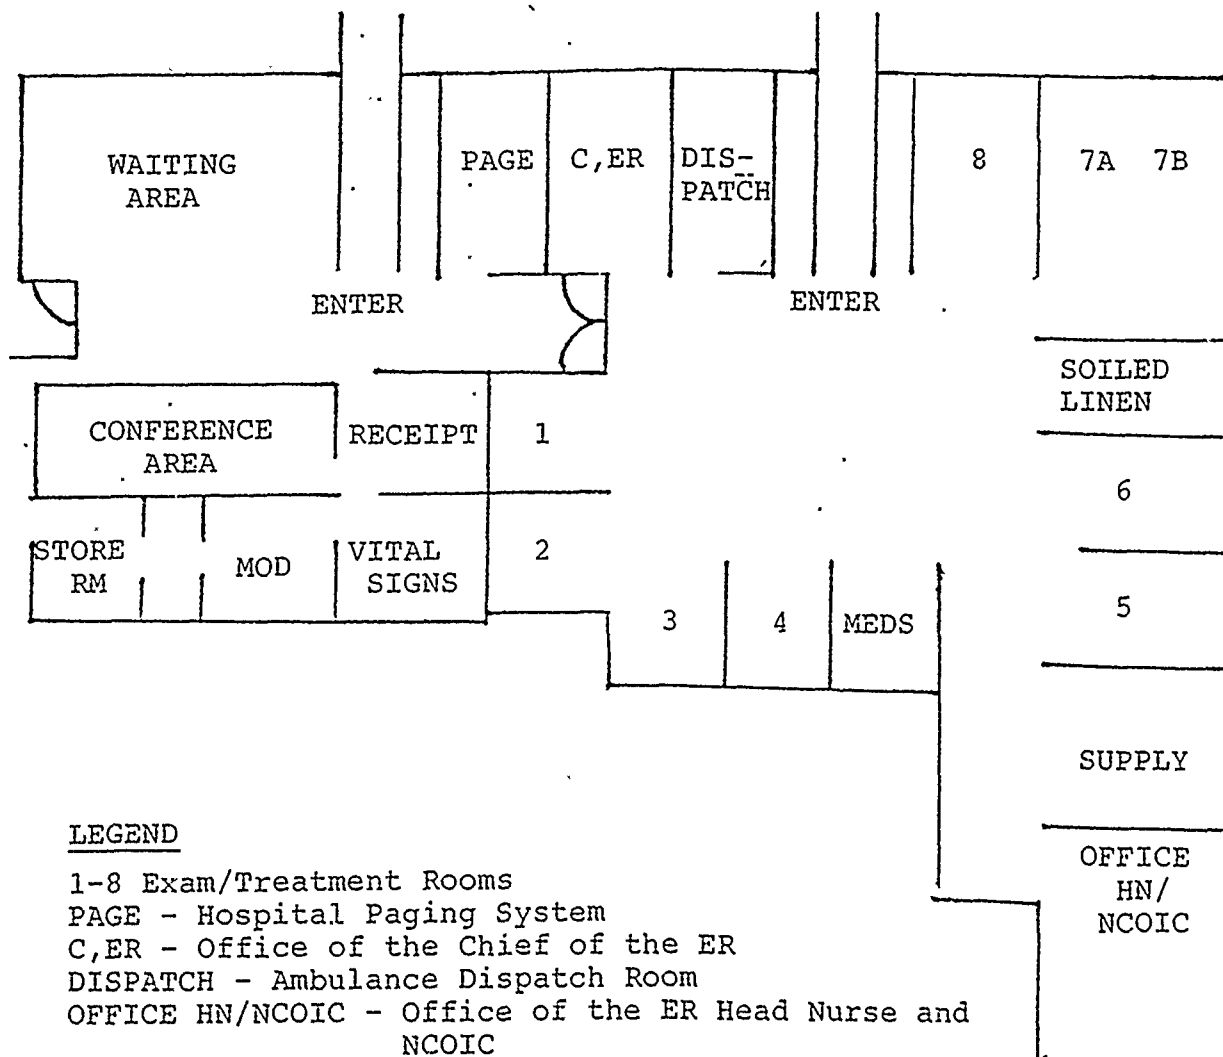 WAITING
AREA
PAGE
C,ER
DIS-
PATCH
8
7A 7B
ENTER
ENTER
SOILED
LINEN
CONFERENCE
AREA
RECEIPT
1
6
STORE
RM
MOD
VITAL
SIGNS
2
3
4
MEDS
5
SUPPLY
OFFICE
HN/
NCOIC
LEGEND
1-8 Exam/Treatment Rooms
PAGE - Hospital Paging System
C,ER - Office of the Chief of the ER
DISPATCH - Ambulance Dispatch Room
OFFICE HN/NCOIC - Office of the ER Head Nurse and
NCOIC